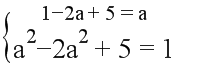 1−2a + 5 = a
a²−2a² + 5 = 1